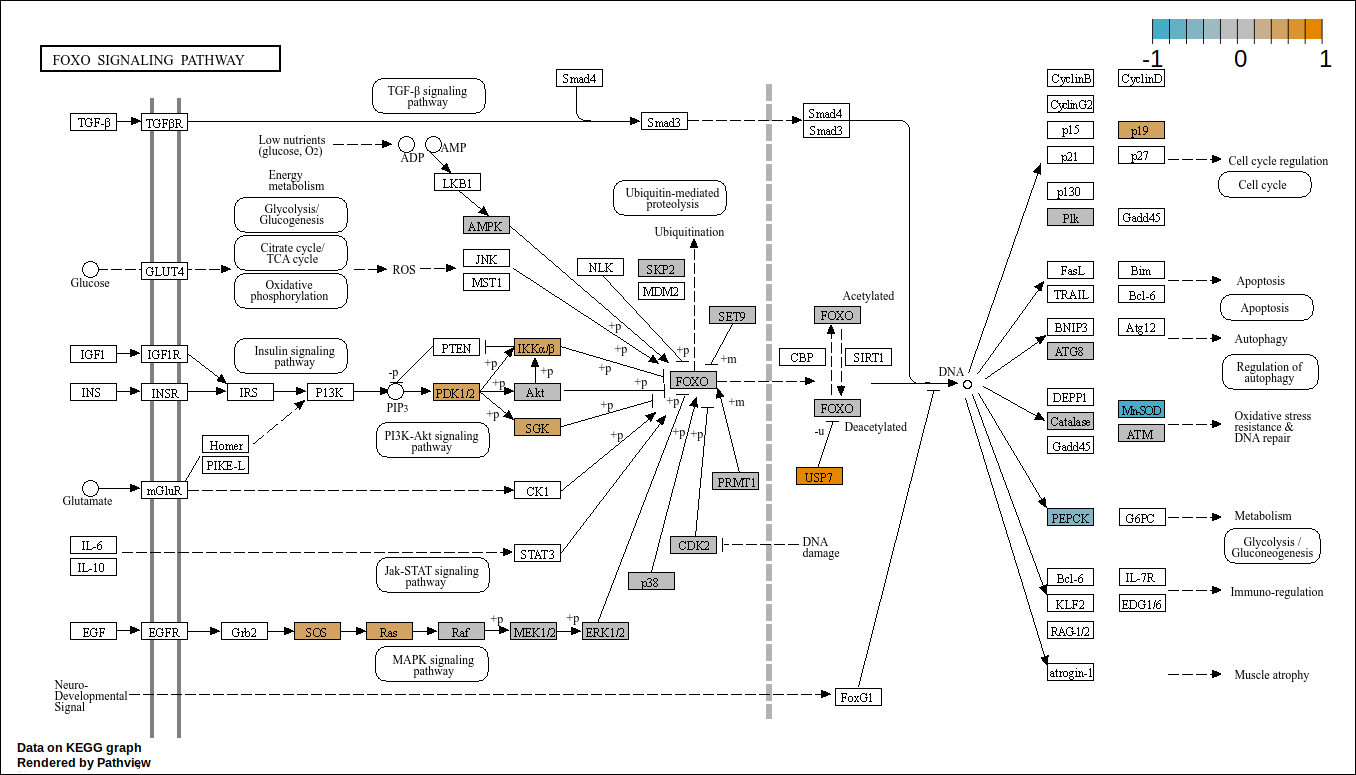 -1 0 1
FOXO SIGNALING PATHWAY
TGF-β signaling
pathway
Smad4
CyclinB
CyclinD
CyclinG2
TGF-β
TGFβR
Smad3
Smad4
Smad3
p15
p19
Low nutrients
(glucose, O2)
ADP
AMP
p21
p27
Cell cycle regulation
Energy
metabolism
LKB1
Cell cycle
p130
Glycolysis/
Glucogenesis
AMPK
Ubiquitin-mediated
proteolysis
Ubiquitination
Plk
Gadd45
Citrate cycle/
TCA cycle
Glucose
GLUT4
ROS
JNK
MST1
NLK
SKP2
MDM2
FasL
Bim
Apoptosis
TRAIL
Bcl-6
Apoptosis
Oxidative
phosphorylation
Acetylated
SET9
FOXO
+p
BNIP3
Atg12
Autophagy
ATG8
IGF1
IGF1R
Insulin signaling
pathway
PTEN
IKKα/β
+p
+p
+m
CBP
SIRT1
Regulation of
autophagy
-p
+p
+p
+p
DNA
INS
INSR
IRS
P13K
PIP3
PDK1/2
+p
Akt
+p
FOXO
FOXO
DEPP1
+p
+p
+m
+p
SGK
+p
+p
+p
-u
Deacetylated
Mn-SOD
Catalase
ATM
Gadd45
Oxidative stress
resistance &
DNA repair
PI3K-Akt signaling
pathway
Homer
PIKE-L
USP7
PRMT1
Glutamate
mGluR
CK1
PEPCK
G6PC
Metabolism
Glycolysis /
Gluconeogenesis
IL-6
IL-10
STAT3
CDK2
DNA
damage
Jak-STAT signaling
pathway
p38
Bcl-6
IL-7R
Immuno-regulation
KLF2
EDG1/6
EGF
EGFR
Grb2
SOS
Ras
Raf
+p
MEK1/2
+p
ERK1/2
RAG-1/2
MAPK signaling
pathway
atrogin-1
Muscle atrophy
Neuro-
Developmental
Signal
FoxG1
Data on KEGG graph
Rendered by Pathview